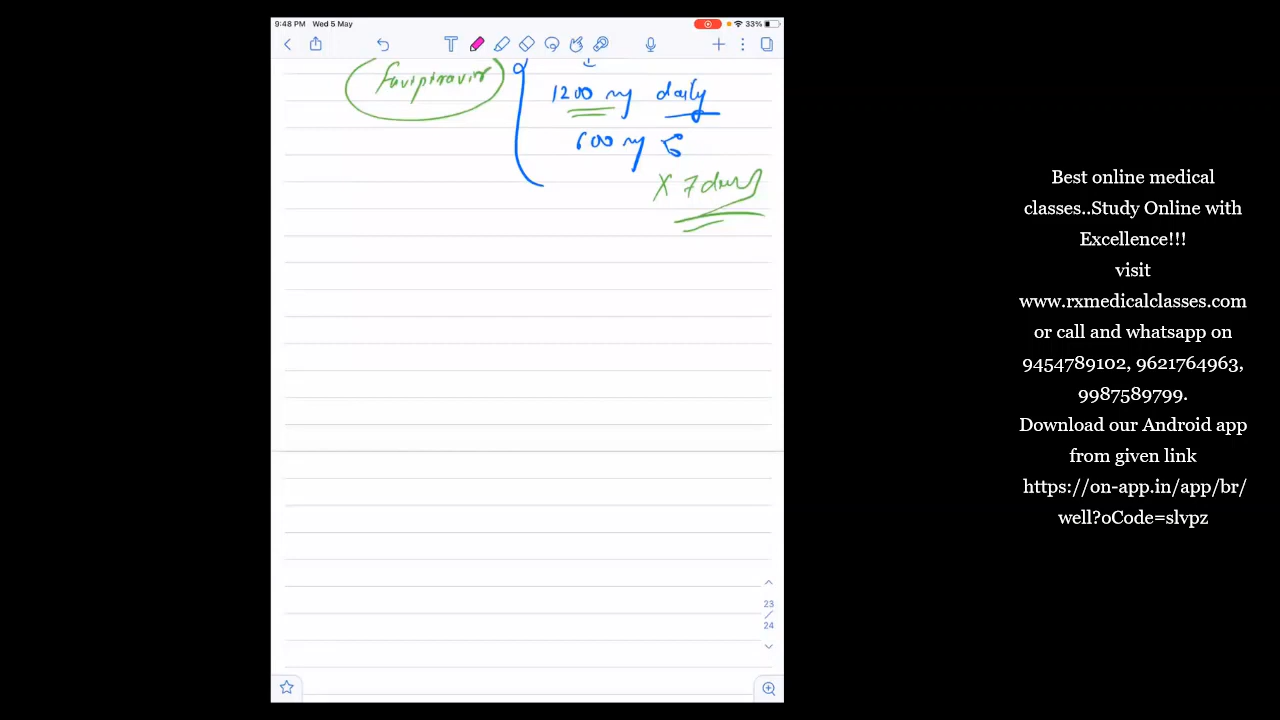 9:48 PM Wed 5 May
33%
Favipiravir
1200 mg daily
600 mg
X 7 days
23
/
24
Best online medical
classes..Study Online with
Excellence!!!
visit
www.rxmedicalclasses.com
or call and whatsapp on
9454789102, 9621764963,
9987589799.
Download our Android app
from given link
https://on-app.in/app/br/
well?oCode=slvpz